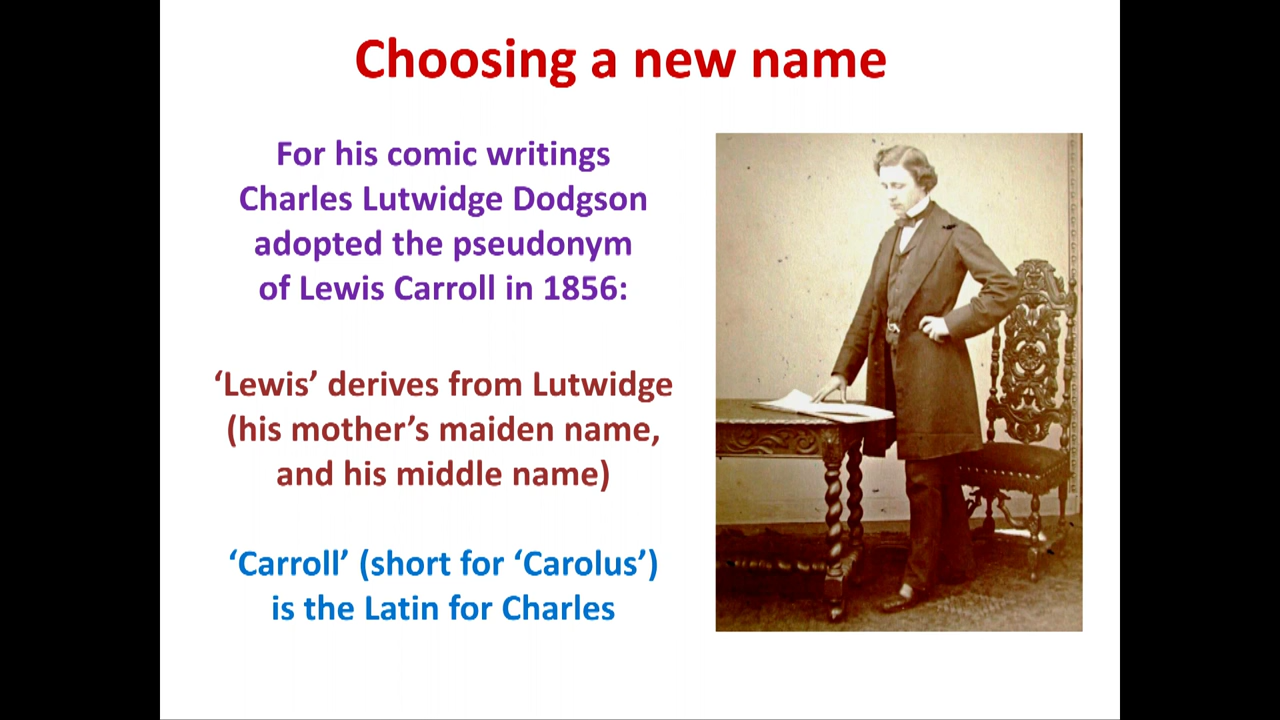 Choosing a new name
For his comic writings
Charles Lutwidge Dodgson
adopted the pseudonym
of Lewis Carroll in 1856:
‘Lewis’ derives from Lutwidge
(his mother’s maiden name,
and his middle name)
‘Carroll’ (short for ‘Carolus’)
is the Latin for Charles